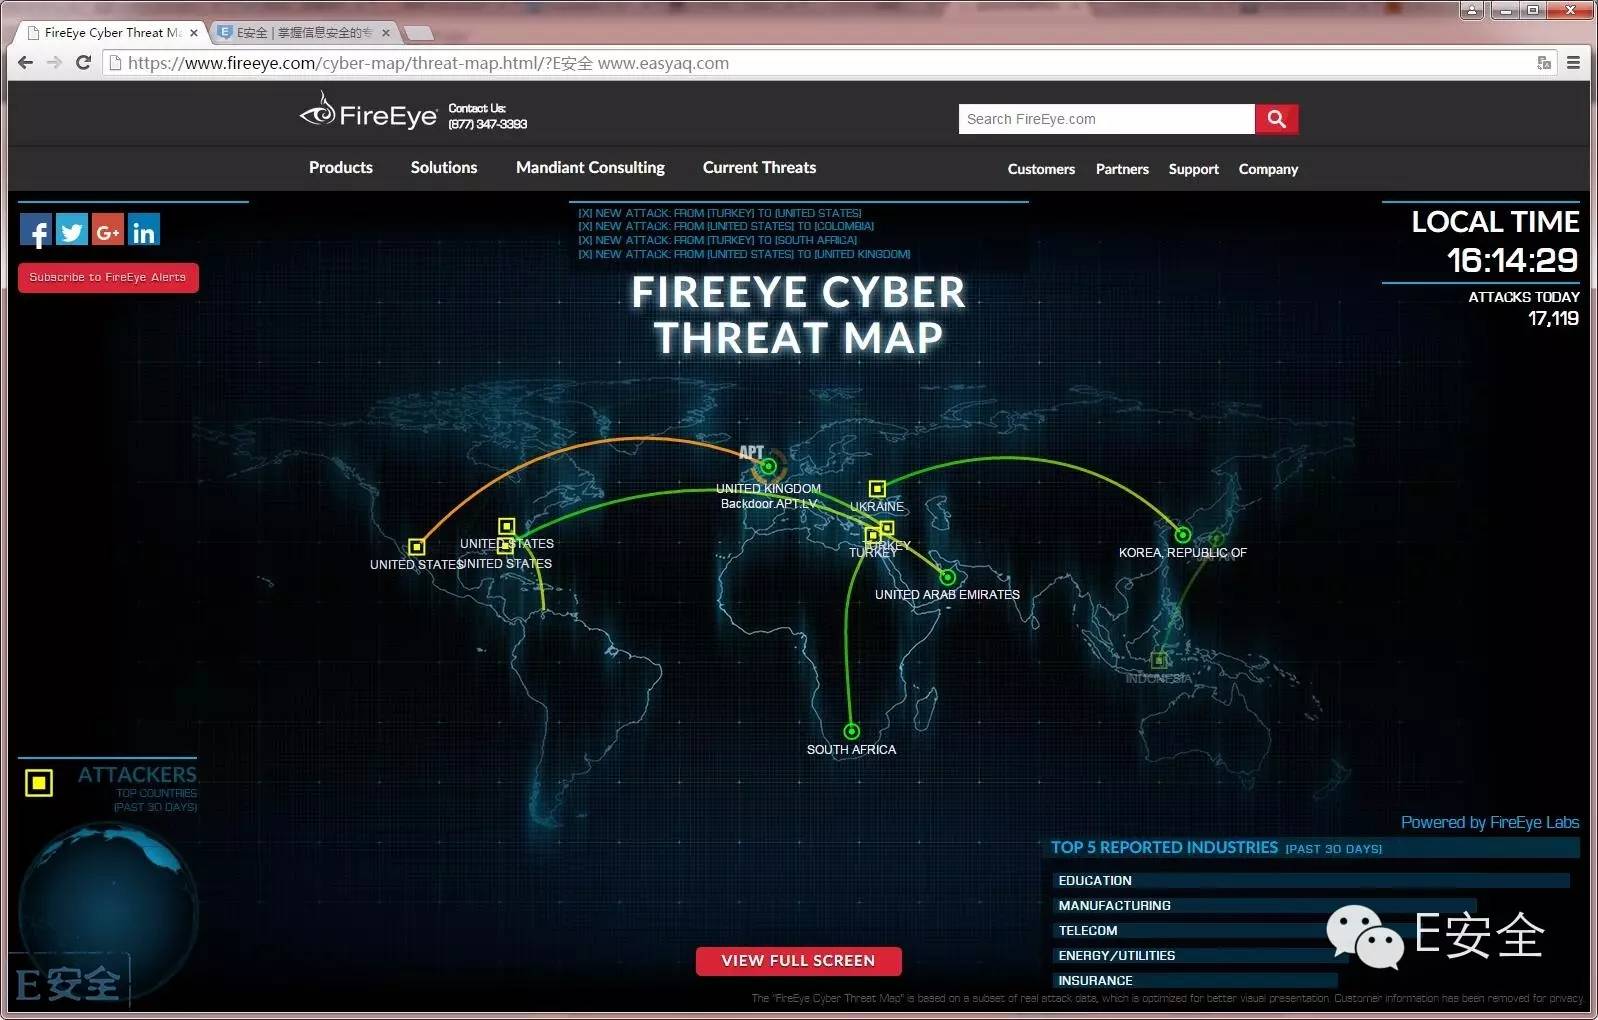 FireEye Cyber Threat Ma
E安全 | 掌握信息安全的专
https://www.fireeye.com/cyber-map/threat-map.html/?E安全 www.easyaq.com
FireEye
Contact Us:
(877) 347-3393
Search FireEye.com
Products
Solutions
Mandiant Consulting
Current Threats
Customers
Partners
Support
Company
Subscribe to FireEye Alerts
[X] NEW ATTACK: FROM [TURKEY] TO [UNITED STATES]
[X] NEW ATTACK: FROM [UNITED STATES] TO [COLOMBIA]
[X] NEW ATTACK: FROM [TURKEY] TO [SOUTH AFRICA]
[X] NEW ATTACK: FROM [UNITED STATES] TO [UNITED KINGDOM]
LOCAL TIME
16:14:29
ATTACKS TODAY
17,119
FIREEYE CYBER
THREAT MAP
APT
UNITED KINGDOM
Backdoor.APT.LV
UKRAINE
UNITED STATES
UNITED STATES
UNITED STATES
TURKEY
TURKEY
KOREA, REPUBLIC OF
JAPAN
UNITED ARAB EMIRATES
INDONESIA
SOUTH AFRICA
ATTACKERS
TOP COUNTRIES
(PAST 30 DAYS)
Powered by FireEye Labs
TOP 5 REPORTED INDUSTRIES [PAST 30 DAYS]
EDUCATION
MANUFACTURING
TELECOM
ENERGY/UTILITIES
INSURANCE
E安全
E安全
VIEW FULL SCREEN
The "FireEye Cyber Threat Map" is based on a subset of real attack data, which is optimized for better visual presentation. Customer information has been removed for privacy.